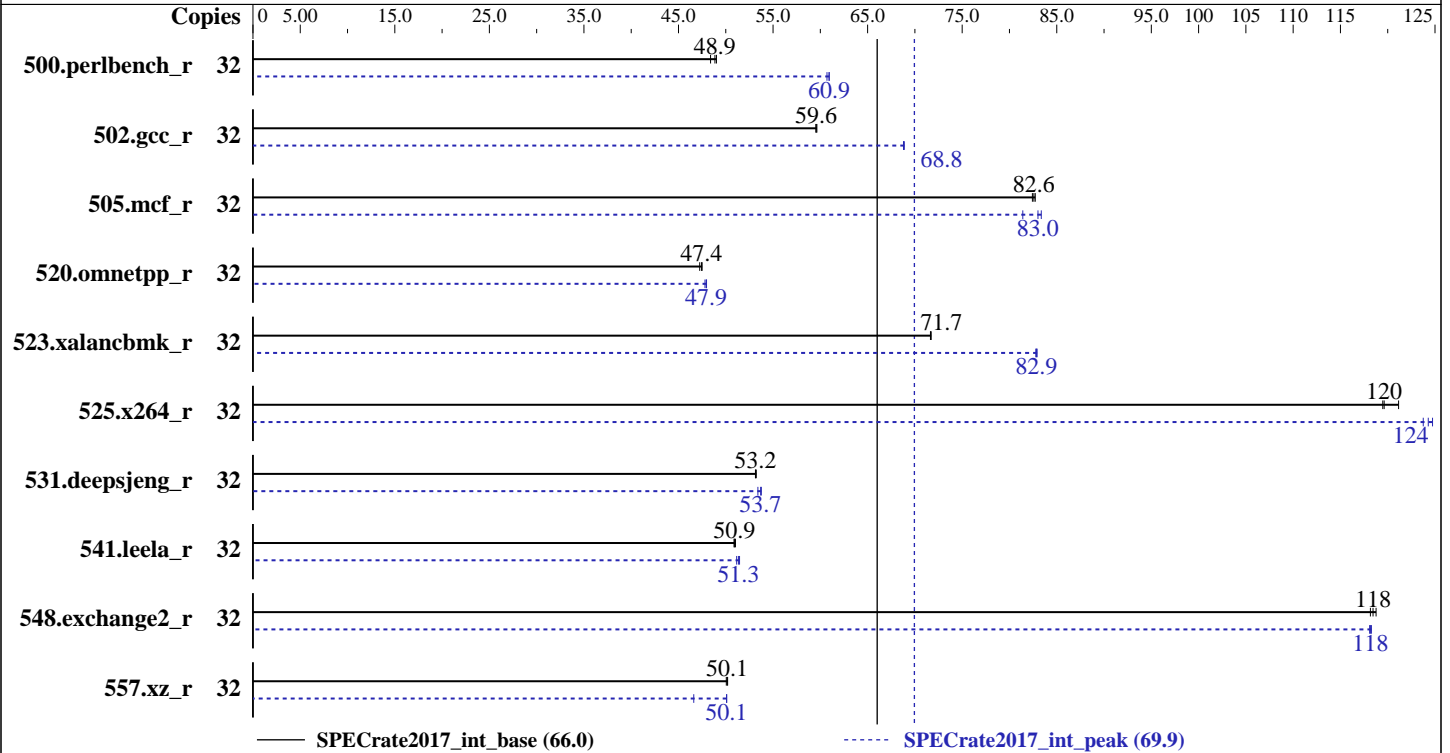 Copies 0 5.00 15.0 25.0 35.0 45.0 55.0 65.0 75.0 85.0 95.0 100 105 110 115 125
48.9
500.perlbench_r 32
60.9
59.6
502.gcc_r 32
68.8
82.6
505.mcf_r 32
83.0
47.4
520.omnetpp_r 32
47.9
71.7
523.xalancbmk_r 32
82.9
120
525.x264_r 32
124
53.2
531.deepsjeng_r 32
53.7
50.9
541.leela_r 32
51.3
118
548.exchange2_r 32
118
50.1
557.xz_r 32
50.1
SPECrate2017_int_base (66.0) SPECrate2017_int_peak (69.9)